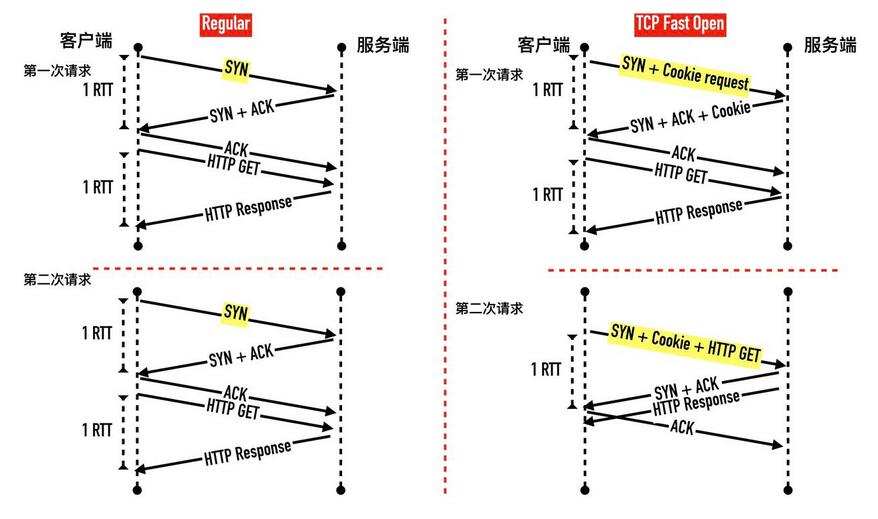 Regular
客户端
服务端
第一次请求
1 RTT
SYN
SYN + ACK
ACK
HTTP GET
1 RTT
HTTP Response
第二次请求
1 RTT
SYN
SYN + ACK
ACK
HTTP GET
1 RTT
HTTP Response
TCP Fast Open
客户端
服务端
第一次请求
1 RTT
SYN + Cookie request
SYN + ACK + Cookie
ACK
HTTP GET
1 RTT
HTTP Response
第二次请求
SYN + Cookie + HTTP GET
1 RTT
SYN + ACK
HTTP Response
ACK